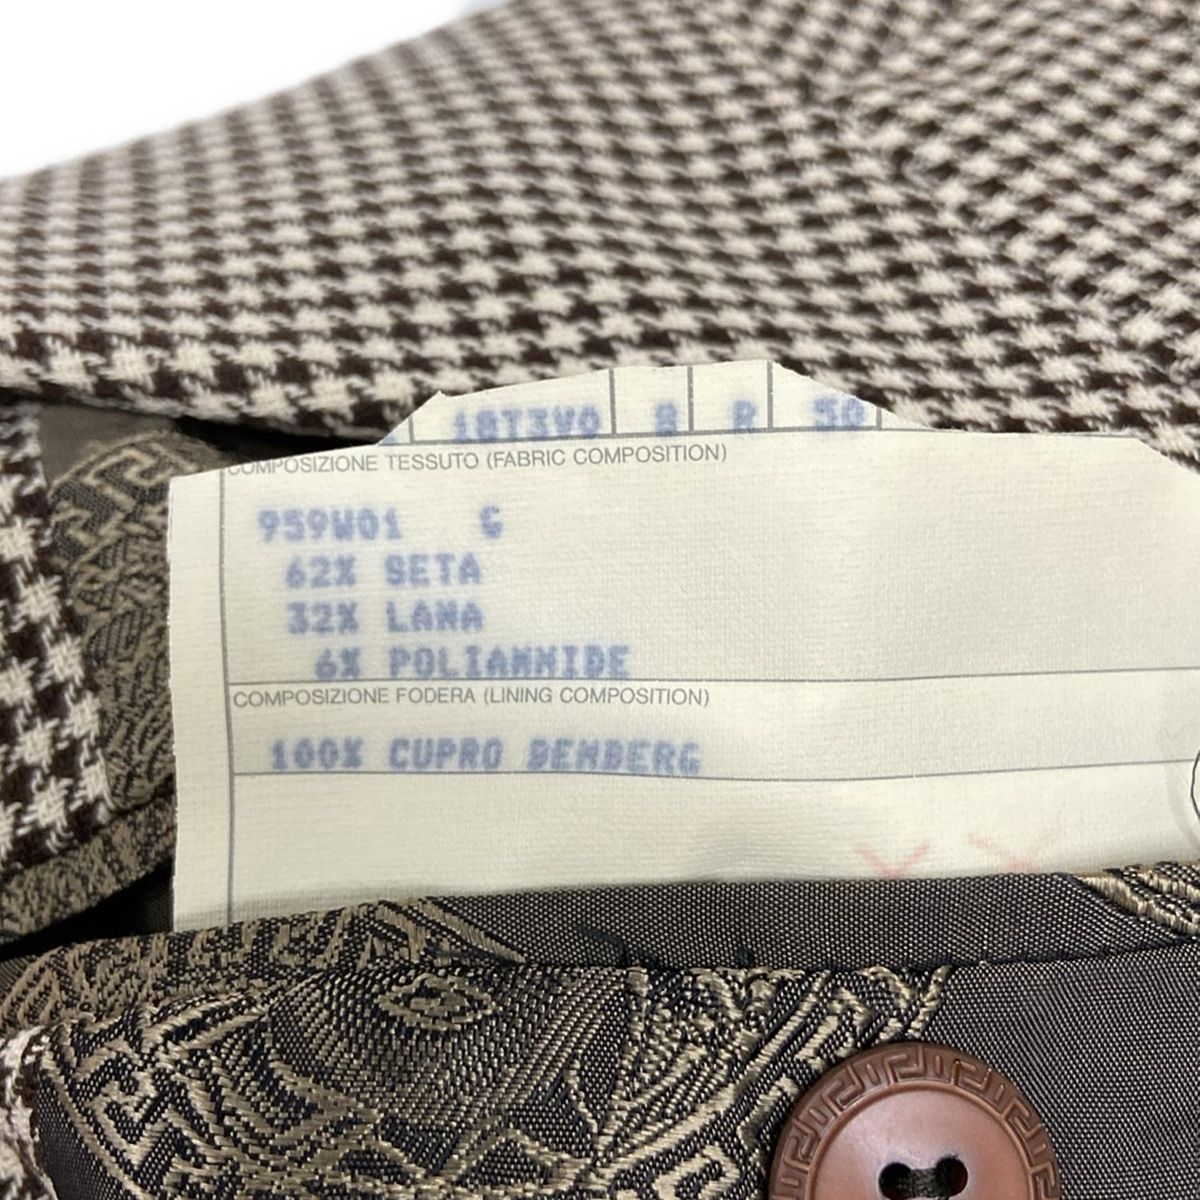 18T3V0 8 R 50
COMPOSIZIONE TESSUTO (FABRIC COMPOSITION)
959W01 G
62% SETA
32% LANA
6% POLIAMMIDE
COMPOSIZIONE FODERA (LINING COMPOSITION)
100% CUPRO BEMBERG